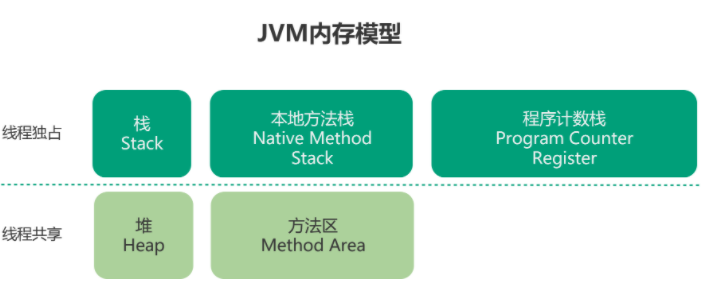 JVM内存模型
线程独占
栈
Stack
本地方法栈
Native Method
Stack
程序计数栈
Program Counter
Register
线程共享
堆
Heap
方法区
Method Area